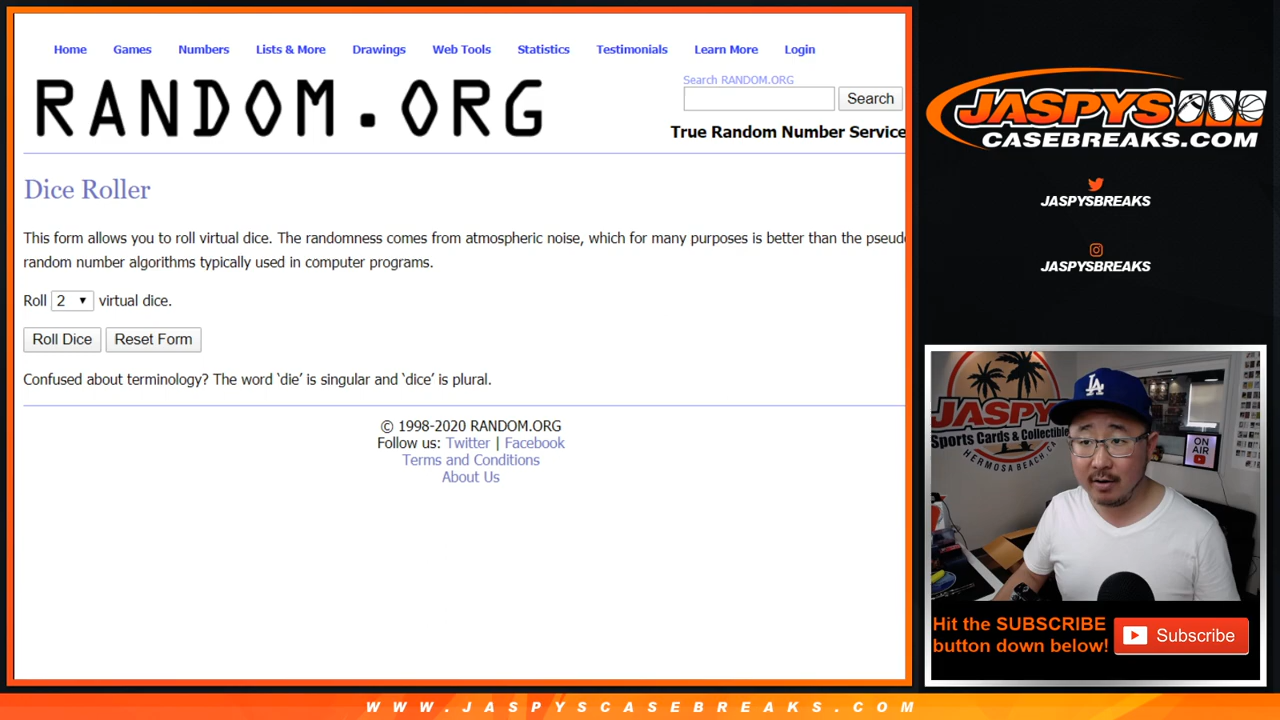 Home Games Numbers Lists & More Drawings Web Tools Statistics Testimonials Learn More Login
RANDOM.ORG
Search RANDOM.ORG
Search
True Random Number Service
Dice Roller
This form allows you to roll virtual dice. The randomness comes from atmospheric noise, which for many purposes is better than the pseudo
random number algorithms typically used in computer programs.
Roll 2 virtual dice.
Roll Dice Reset Form
Confused about terminology? The word ‘die’ is singular and ‘dice’ is plural.
© 1998-2020 RANDOM.ORG
Follow us: Twitter | Facebook
Terms and Conditions
About Us
JASPYS
CASEBREAKS.COM
JASPYSBREAKS
JASPYSBREAKS
JASPYS
Sports Cards & Collectible
HERMOSA BEACH, CA
LA
ON
AIR
Hit the SUBSCRIBE
button down below!
Subscribe
WWW.JASPYSCASEBREAKS.COM